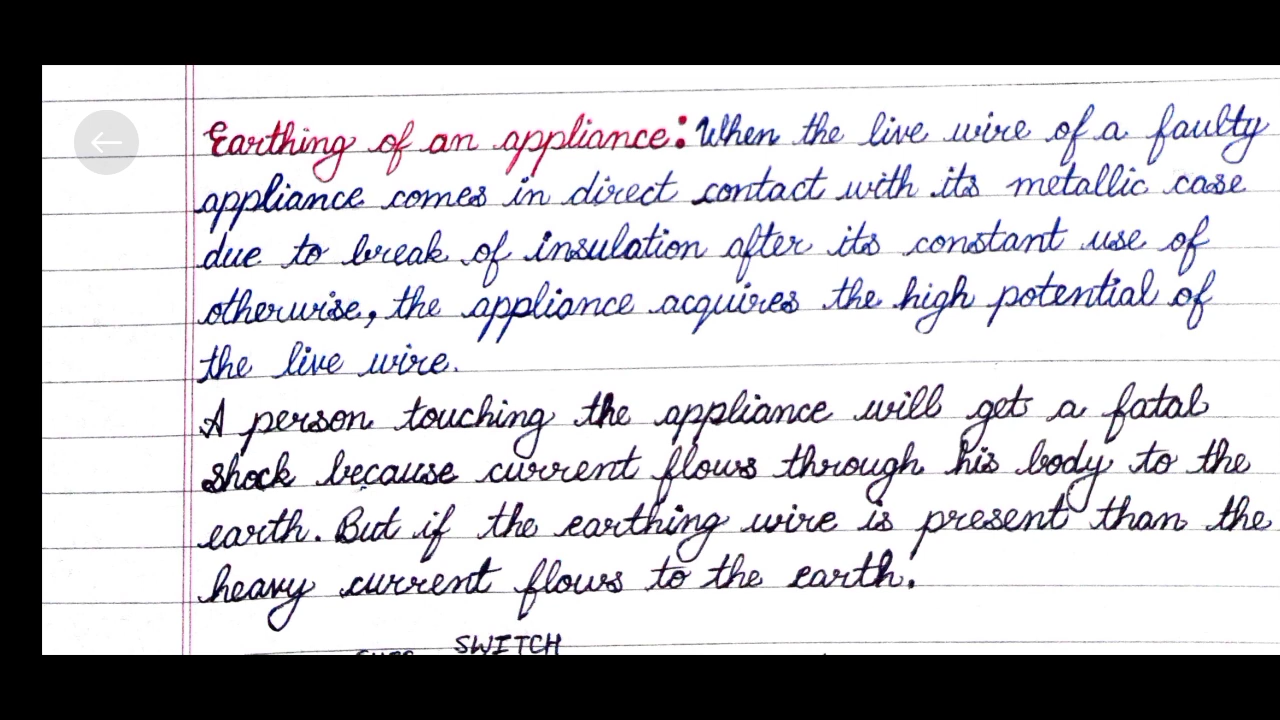 Earthing of an appliance: When the live wire of a faulty
appliance comes in direct contact with its metallic case
due to break of insulation after its constant use of
otherwise, the appliance acquires the high potential of
the live wire.
A person touching the appliance will get a fatal
shock because current flows through his body to the
earth. But if the earthing wire is present than the
heavy current flows to the earth.
SWITCH